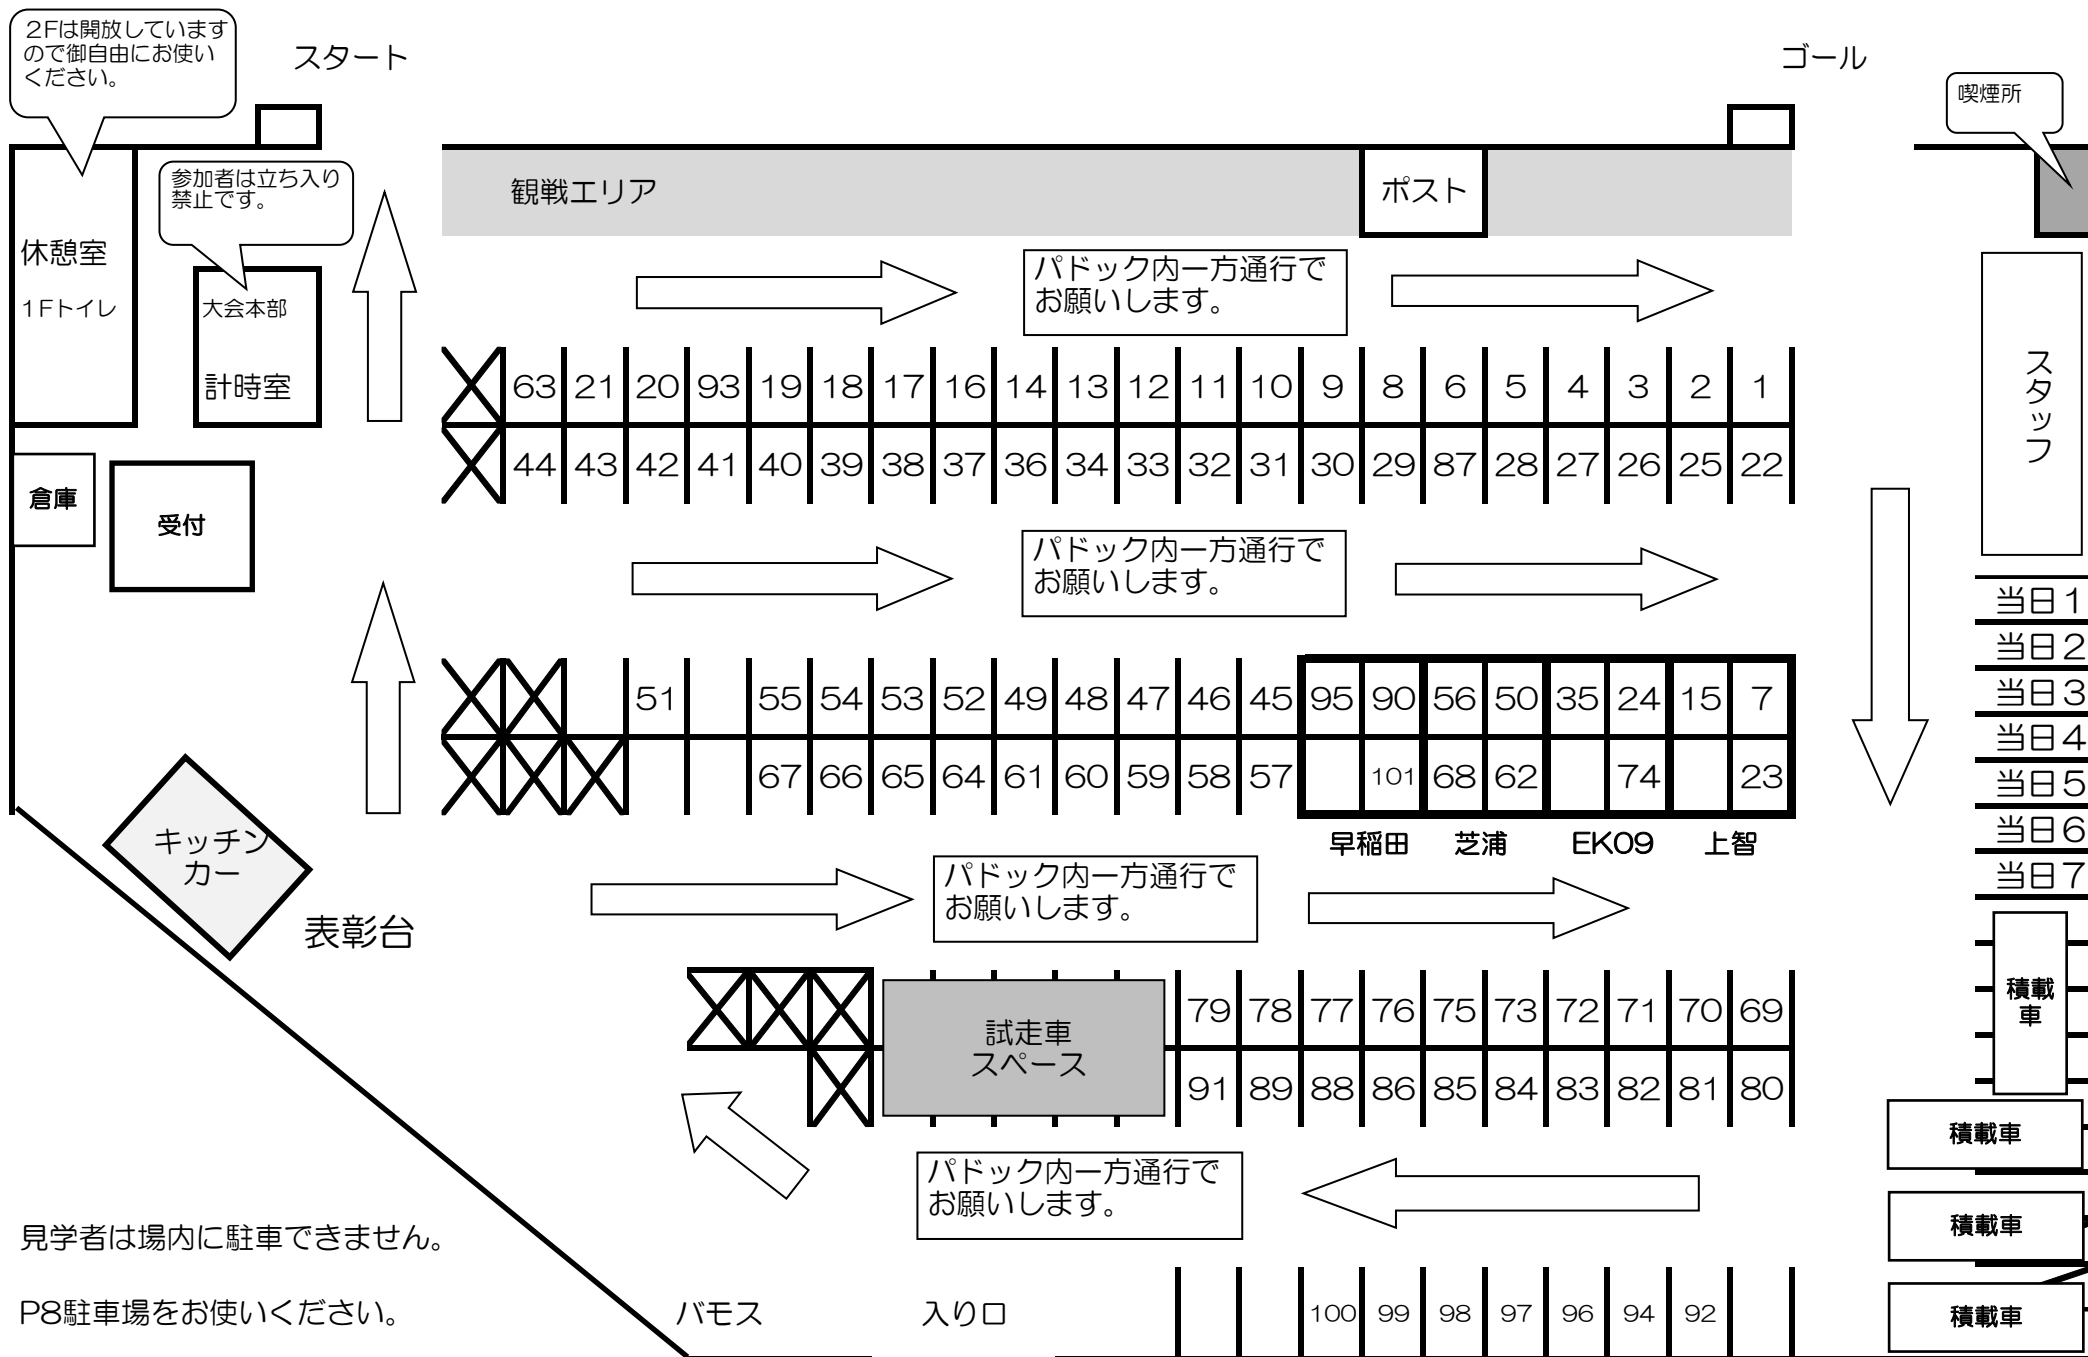 2Fは開放しています
ので御自由にお使い
ください。
スタート
ゴール
喫煙所
参加者は立ち入り
禁止です。
観戦エリア
ポスト
休憩室
1Fトイレ
大会本部
計時室
パドック内一方通行で
お願いします。
スタッフ
63 21 20 93 19 18 17 16 14 13 12 11 10 9 8 6 5 4 3 2 1
44 43 42 41 40 39 38 37 36 34 33 32 31 30 29 87 28 27 26 25 22
倉庫
受付
パドック内一方通行で
お願いします。
当日1
当日2
当日3
当日4
当日5
当日6
当日7
51 55 54 53 52 49 48 47 46 45 95 90 56 50 35 24 15 7
67 66 65 64 61 60 59 58 57 101 68 62 74 23
早稲田 芝浦 EK09 上智
キッチン
カー
表彰台
パドック内一方通行で
お願いします。
積載
車
試走車
スペース
79 78 77 76 75 73 72 71 70 69
91 89 88 86 85 84 83 82 81 80
積載車
パドック内一方通行で
お願いします。
積載車
見学者は場内に駐車できません。
P8駐車場をお使いください。
バモス
入り口
100 99 98 97 96 94 92
積載車